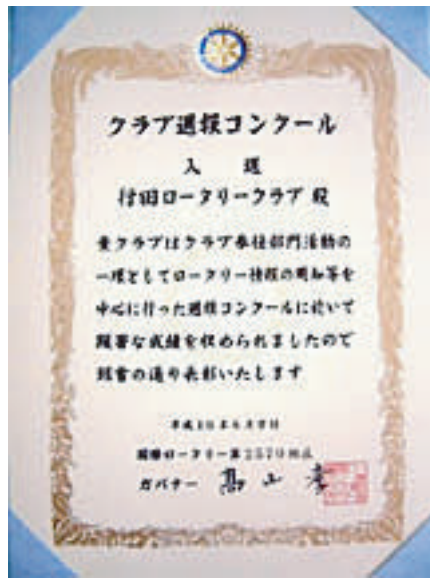 クラブ週報コンクール
入選
行田ロータリークラブ 殿
貴クラブはクラブ奉仕部門活動の
一環としてロータリー情報の周知等を
中心に行った週報コンクールに於いて
顕著な成績を収められましたので
頭書の通り表彰いたします
平成
国際ロータリー第2570地区
ガバナー 高山